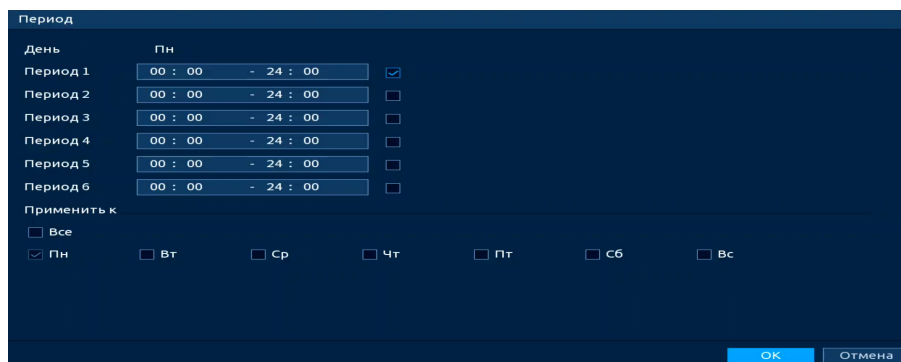 Период
День Пн
Период 1 00 : 00 - 24 : 00
Период 2 00 : 00 - 24 : 00
Период 3 00 : 00 - 24 : 00
Период 4 00 : 00 - 24 : 00
Период 5 00 : 00 - 24 : 00
Период 6 00 : 00 - 24 : 00
Применить к
Все
Пн Вт Ср Чт Пт Сб Вс
OK Отмена